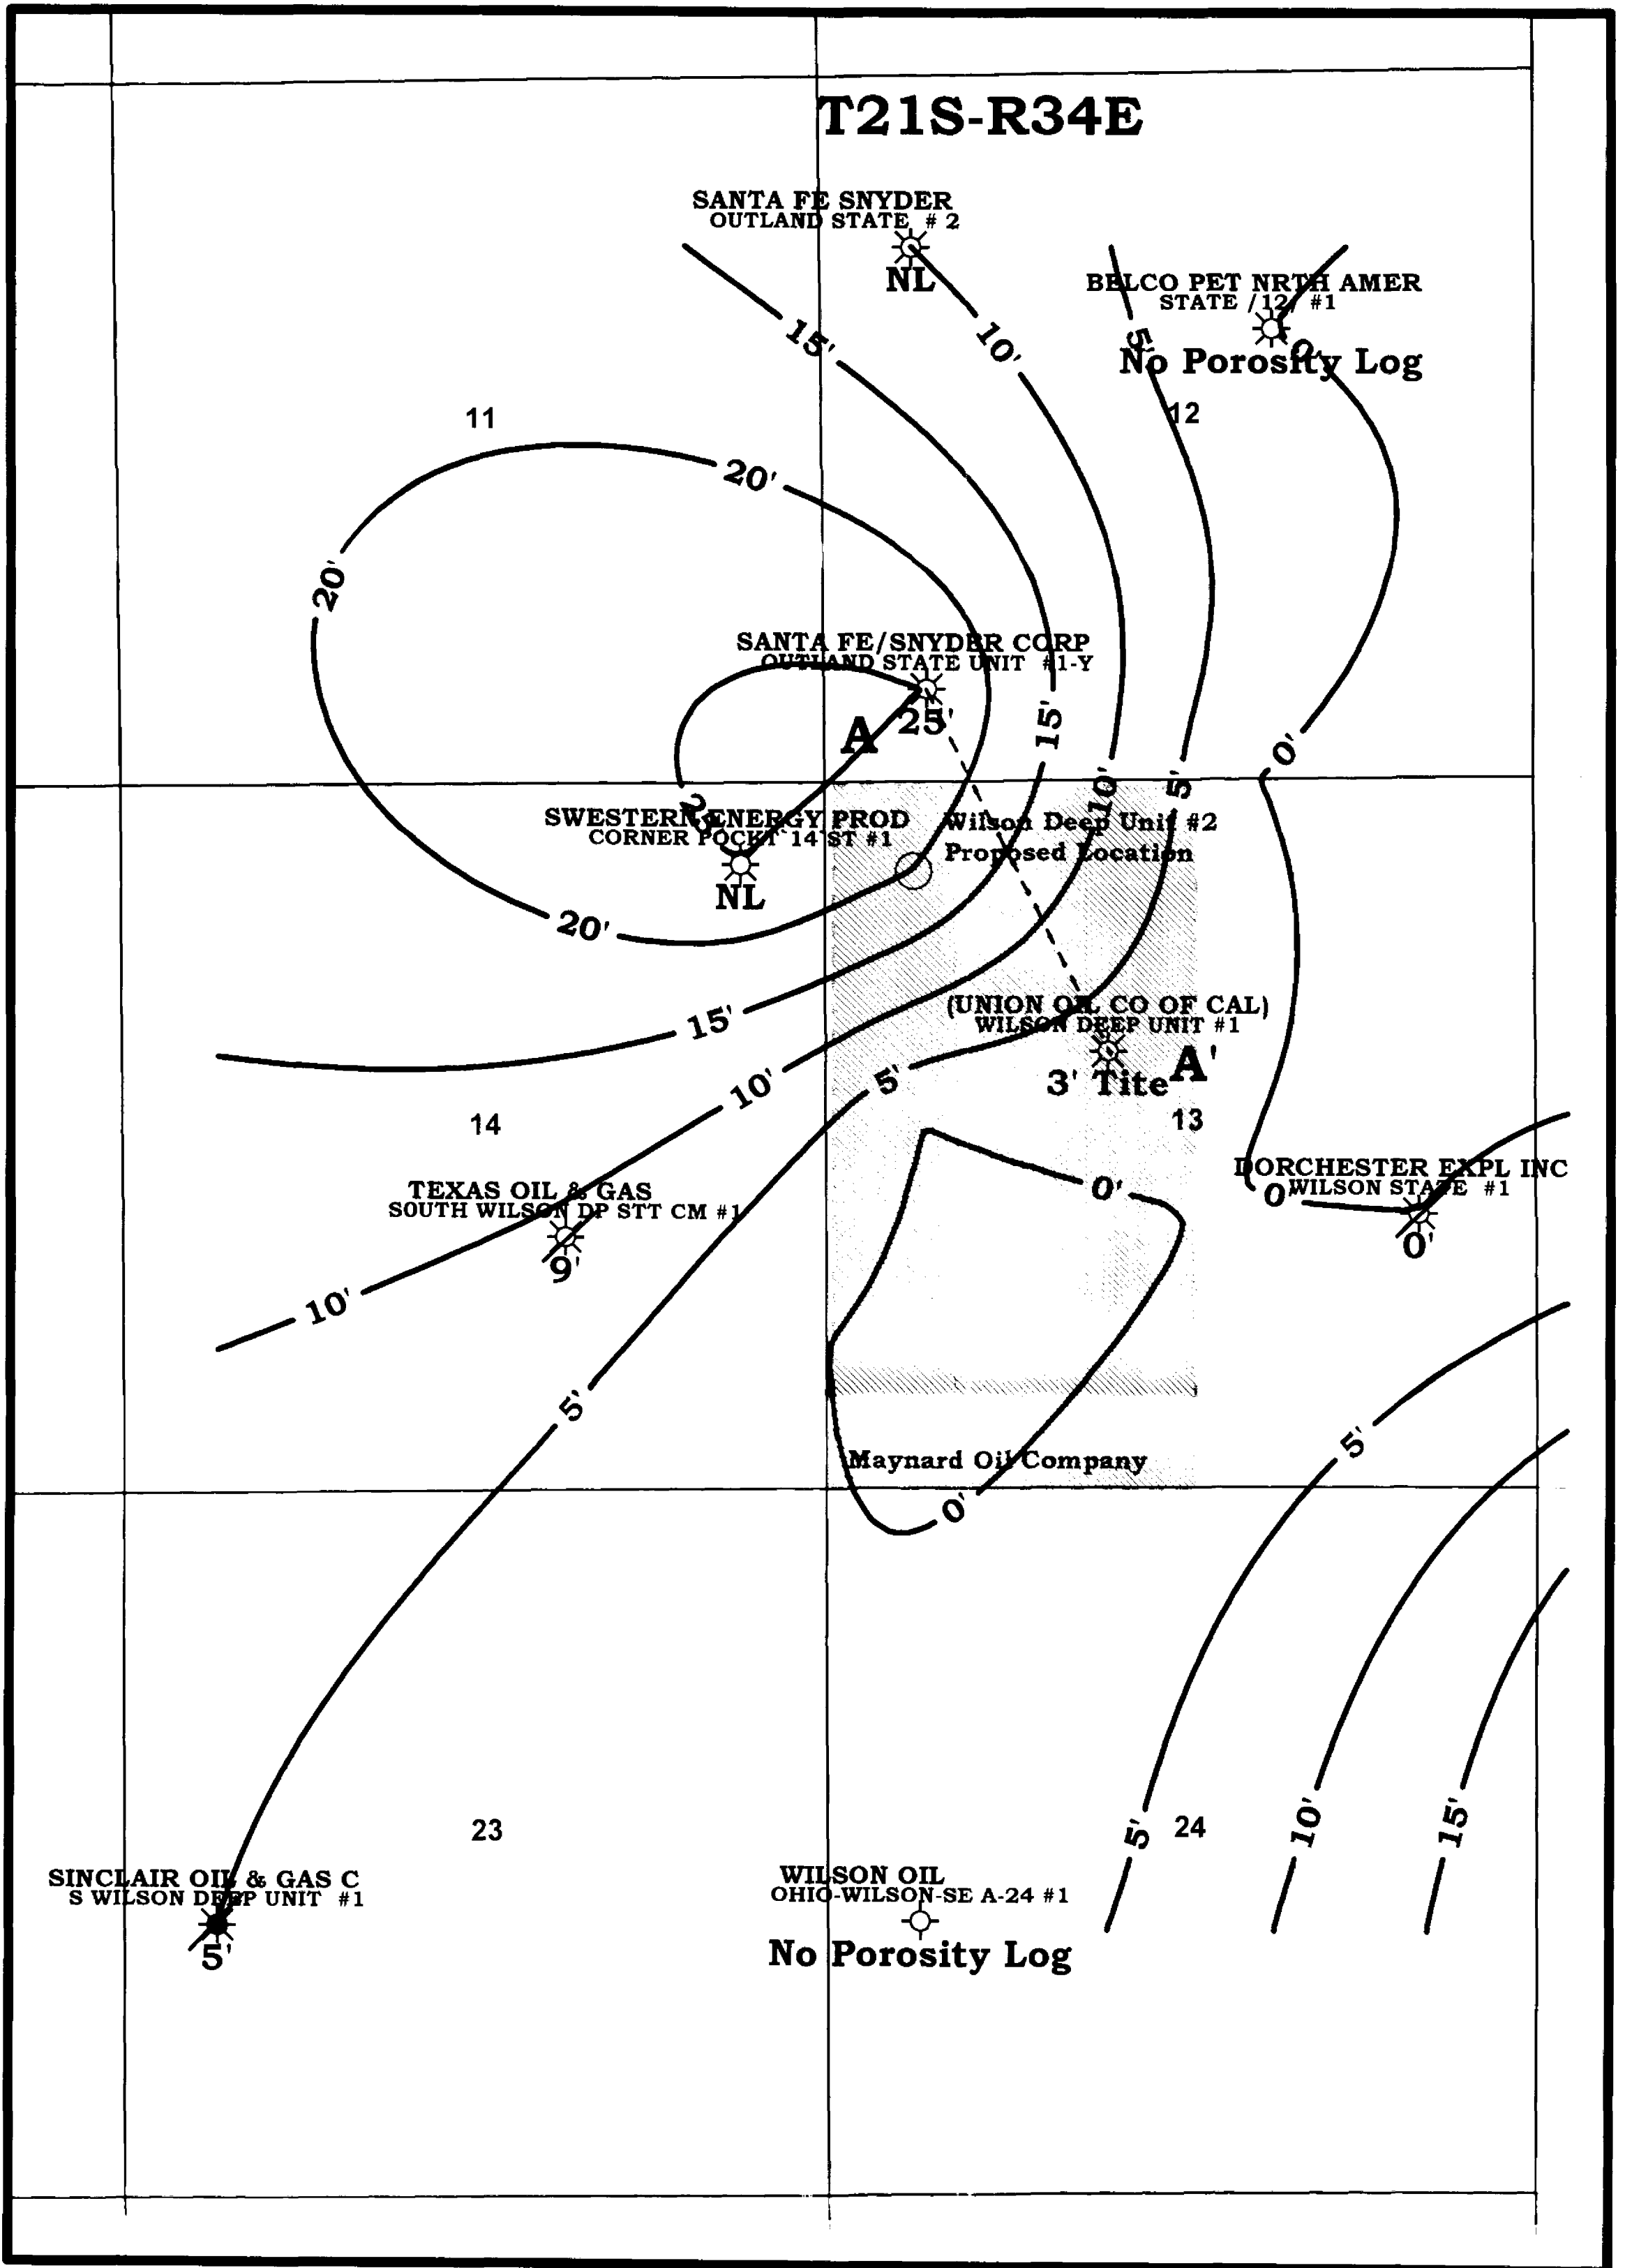 T21S-R34E
SANTA FE SNYDER
OUTLAND STATE # 2
NL
BELCO PET NRTH AMER
STATE /12/ #1
No Porosity Log
15'
10'
5'
0'
11
12
20'
20'
SANTA FE/SNYDER CORP
OUTLAND STATE UNIT #1-Y
25'
A
15'
0'
10'
5'
25'
SWESTERN ENERGY PROD
CORNER POCKT 14 ST #1
NL
Wilson Deep Unit #2
Proposed Location
20'
15'
(UNION OIL CO OF CAL)
WILSON DEEP UNIT #1
3' Tite
A'
10'
5'
14
13
TEXAS OIL & GAS
SOUTH WILSON DP STT CM #1
9'
0'
DORCHESTER EXPL INC
WILSON STATE #1
0'
0'
10'
5'
5'
Maynard Oil Company
0'
23
24
5'
10'
15'
SINCLAIR OIL & GAS C
S WILSON DEEP UNIT #1
5'
WILSON OIL
OHIO-WILSON-SE A-24 #1
No Porosity Log